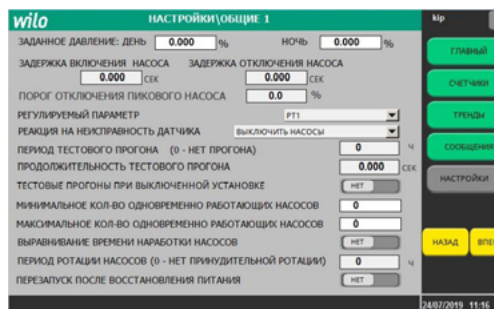 wilo НАСТРОЙКИ\ОБЩИЕ 1 kip
ЗАДАННОЕ ДАВЛЕНИЕ: ДЕНЬ 0.000 % НОЧЬ 0.000 %
ГЛАВНЫЙ
ЗАДЕРЖКА ВКЛЮЧЕНИЯ НАСОСА ЗАДЕРЖКА ОТКЛЮЧЕНИЯ НАСОСА
0.000 СЕК 0.000 СЕК
СЧЕТЧИКИ
ПОРОГ ОТКЛЮЧЕНИЯ ПИКОВОГО НАСОСА 0.0 %
РЕГУЛИРУЕМЫЙ ПАРАМЕТР РТ1
ТРЕНДЫ
РЕАКЦИЯ НА НЕИСПРАВНОСТЬ ДАТЧИКА ВЫКЛЮЧИТЬ НАСОСЫ
ПЕРИОД ТЕСТОВОГО ПРОГОНА (0 - НЕТ ПРОГОНА) 0 Ч
СООБЩЕНИЯ
ПРОДОЛЖИТЕЛЬНОСТЬ ТЕСТОВОГО ПРОГОНА 0.000 СЕК
ТЕСТОВЫЕ ПРОГОНЫ ПРИ ВЫКЛЮЧЕННОЙ УСТАНОВКЕ НЕТ
НАСТРОЙКИ
МИНИМАЛЬНОЕ КОЛ-ВО ОДНОВРЕМЕННО РАБОТАЮЩИХ НАСОСОВ 0
МАКСИМАЛЬНОЕ КОЛ-ВО ОДНОВРЕМЕННО РАБОТАЮЩИХ НАСОСОВ 0
ВЫРАВНИВАНИЕ ВРЕМЕНИ НАРАБОТКИ НАСОСОВ НЕТ
НАЗАД ВПЕ
ПЕРИОД РОТАЦИИ НАСОСОВ (0 - НЕТ ПРИНУДИТЕЛЬНОЙ РОТАЦИИ) 0 Ч
ПЕРЕЗАПУСК ПОСЛЕ ВОССТАНОВЛЕНИЯ ПИТАНИЯ НЕТ
24/07/2019 11:16